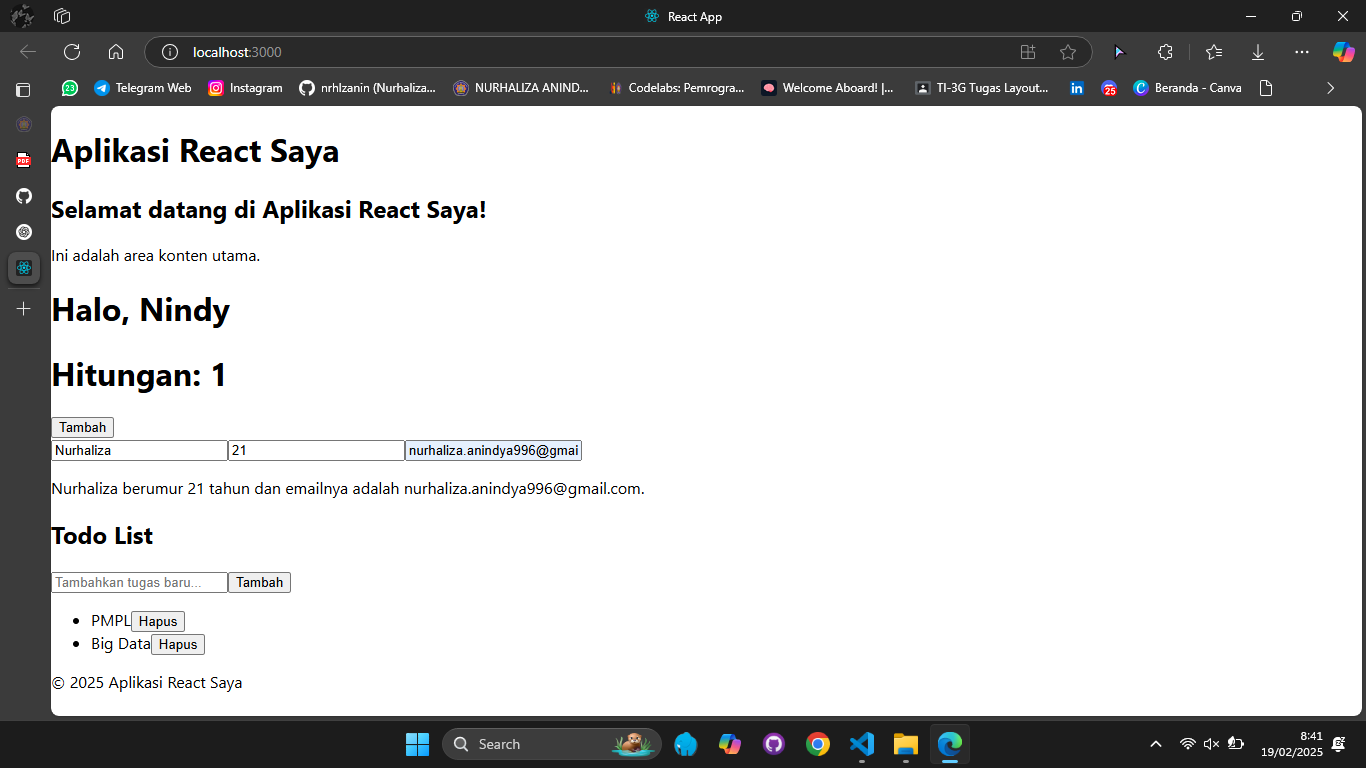 React App
localhost:3000
23 Telegram Web Instagram nrhlzanin (Nurhaliza... NURHALIZA ANIND... Codelabs: Pemrogra... Welcome Aboard! |... TI-3G Tugas Layout... in 25 Beranda - Canva
PDF
Aplikasi React Saya
Selamat datang di Aplikasi React Saya!
Ini adalah area konten utama.
Halo, Nindy
Hitungan: 1
Tambah
Nurhaliza 21 nurhaliza.anindya996@gmai
Nurhaliza berumur 21 tahun dan emailnya adalah nurhaliza.anindya996@gmail.com.
Todo List
Tambahkan tugas baru... Tambah
PMPL Hapus
Big Data Hapus
© 2025 Aplikasi React Saya
Search
8:41
19/02/2025